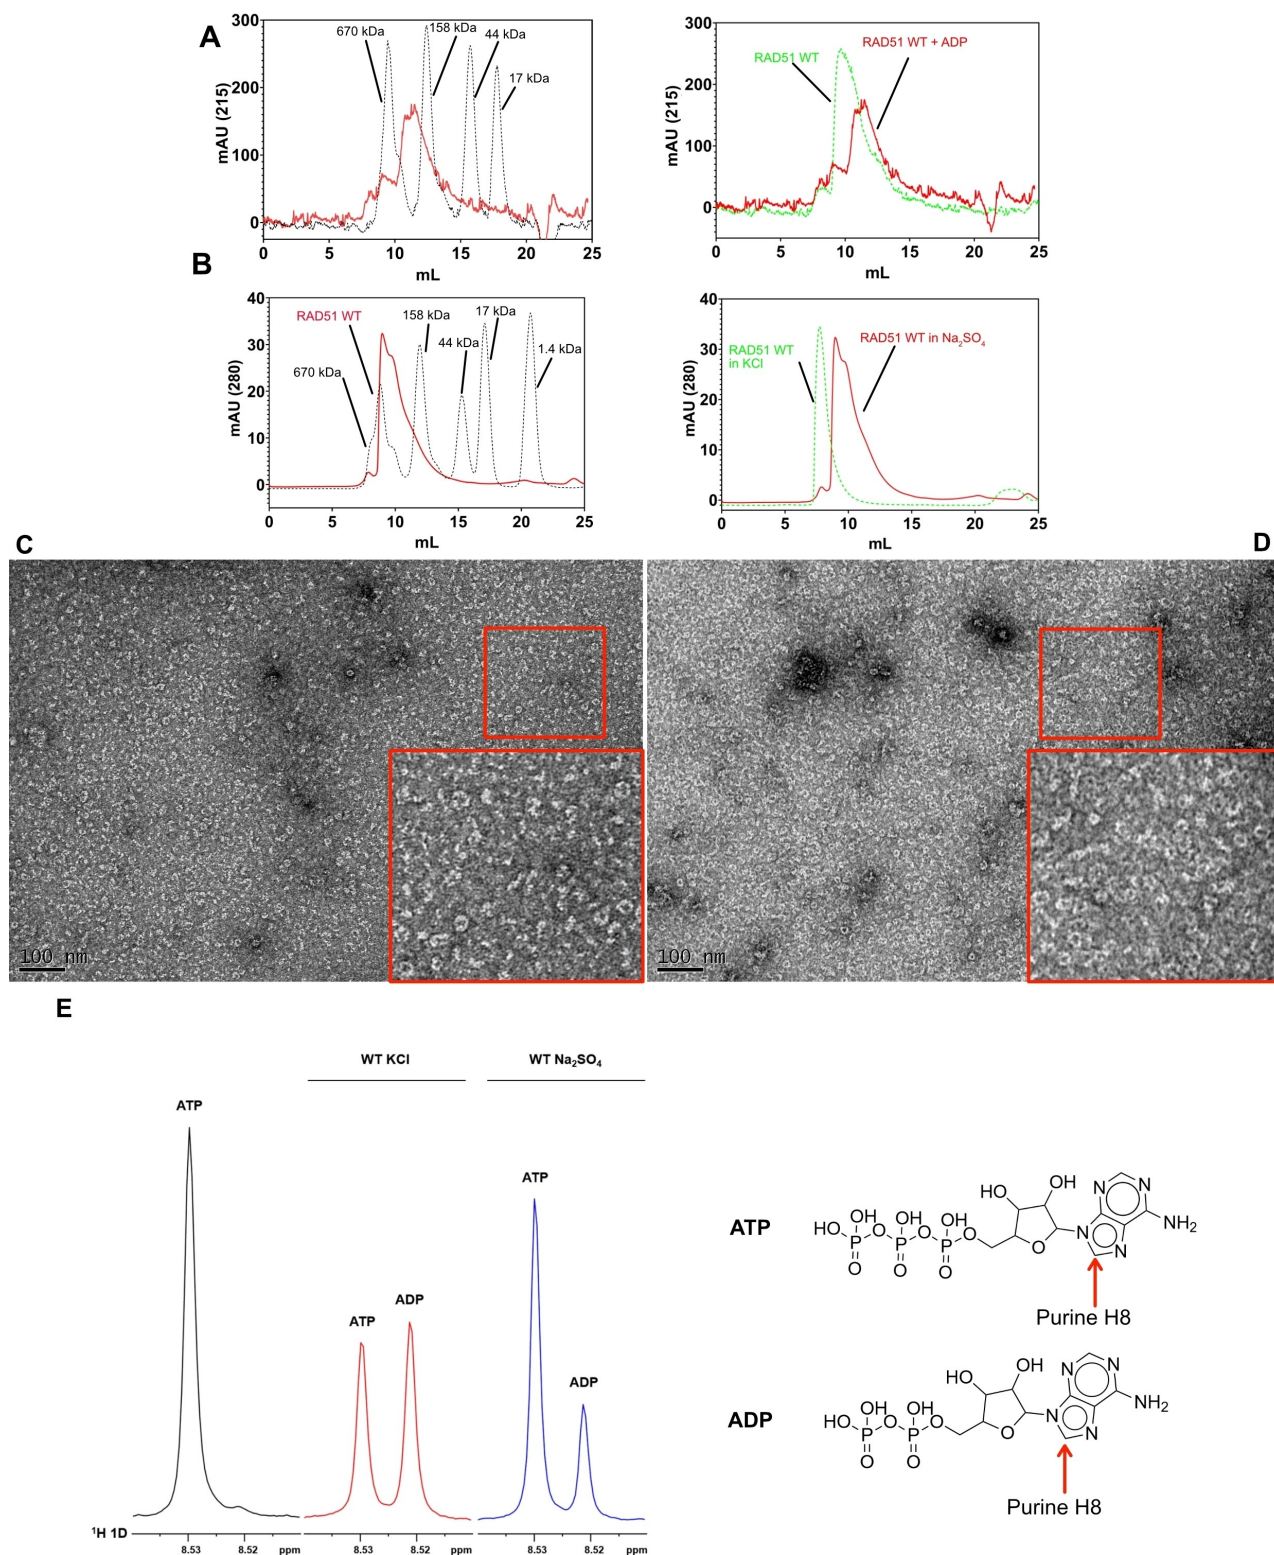 A
300
200
100
0
mAU (215)
670 kDa
158 kDa
44 kDa
17 kDa
0 5 10 15 20 25
mL
300
200
100
0
mAU (215)
RAD51 WT
RAD51 WT + ADP
0 5 10 15 20 25
mL
B
40
30
20
10
0
mAU (280)
RAD51 WT
670 kDa
158 kDa
44 kDa
17 kDa
1.4 kDa
0 5 10 15 20 25
mL
40
30
20
10
0
mAU (280)
RAD51 WT
in KCl
RAD51 WT in Na₂SO₄
0 5 10 15 20 25
mL
C
D
100 nm
100 nm
E
WT KCl
WT Na₂SO₄
ATP
ATP
ADP
ATP
ADP
¹H 1D
8.53 8.52 ppm
8.53 8.52 ppm
8.53 8.52 ppm
ATP
HO OH OH OH HO OH
P O P O P O O N N N N NH₂
O O O
Purine H8
ADP
HO OH OH HO OH
P O P O O N N N N NH₂
O O
Purine H8